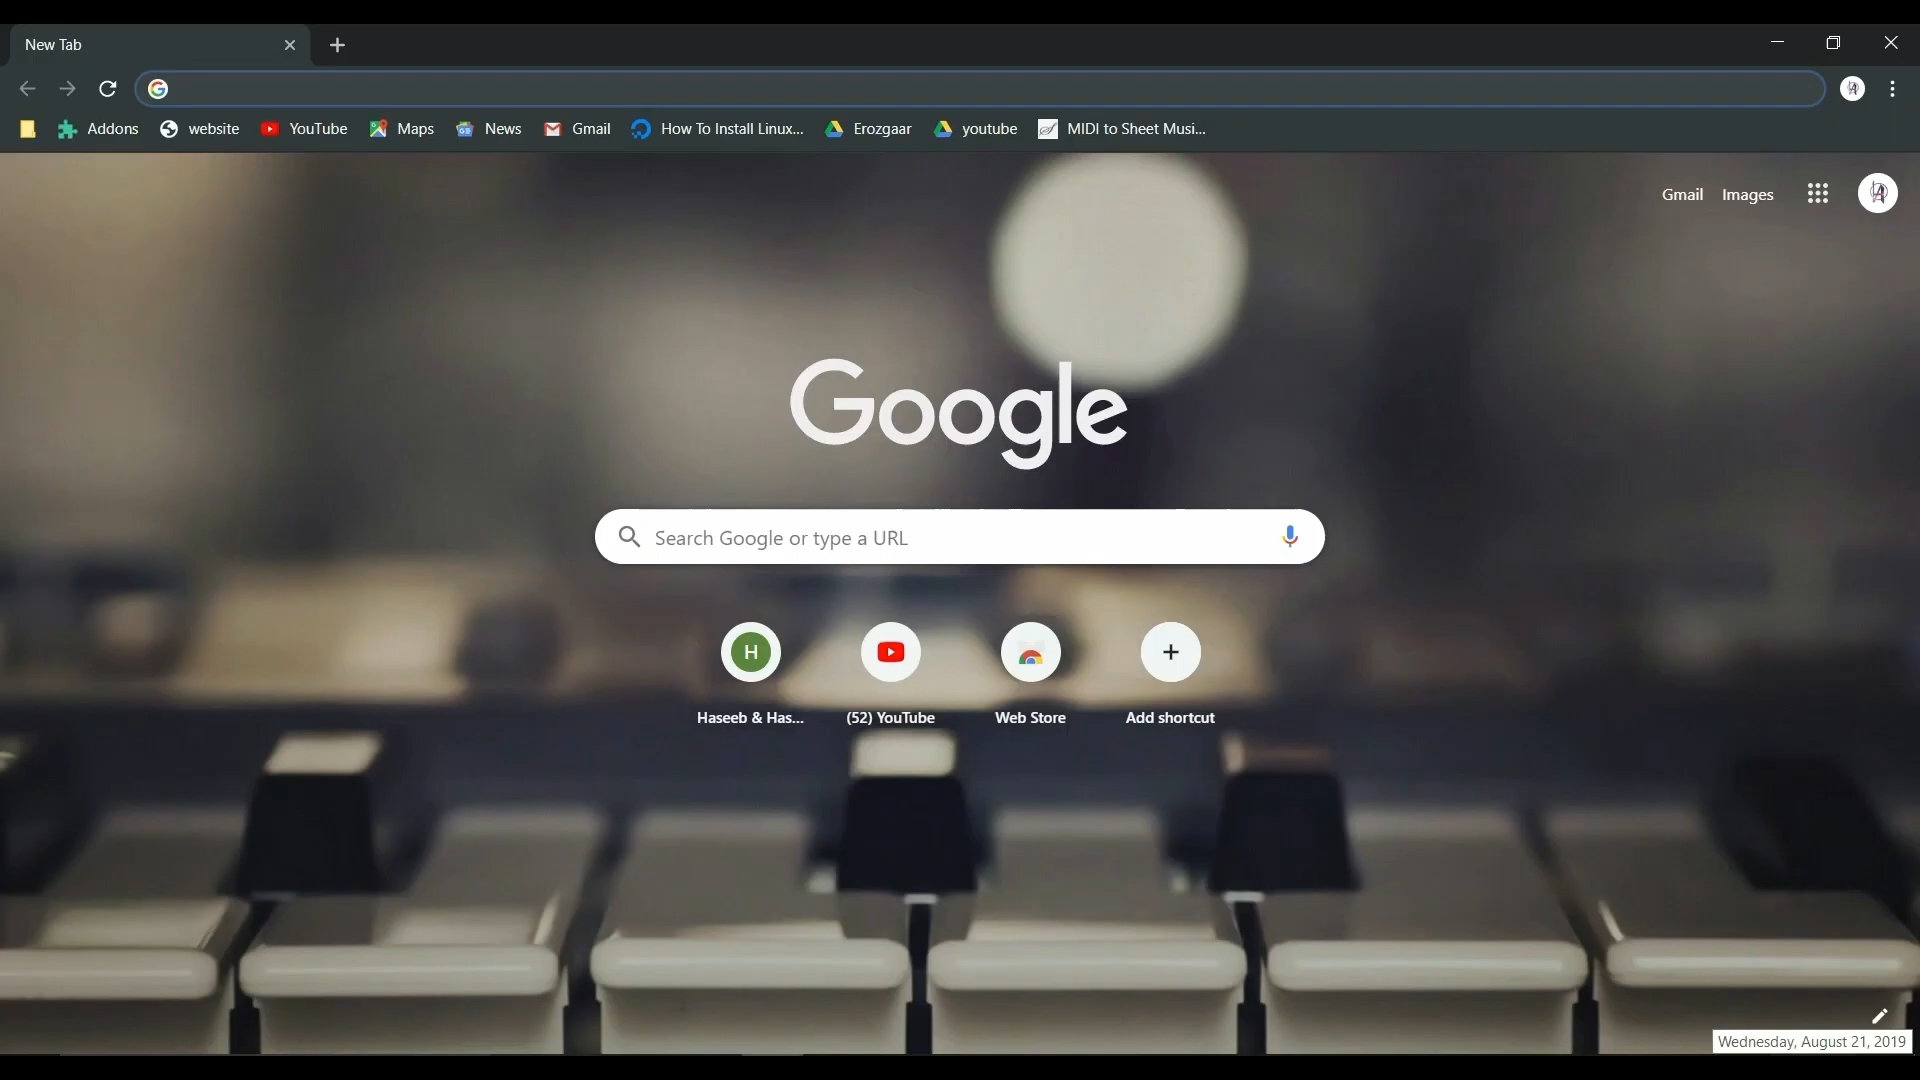 New Tab
Addons website YouTube Maps News Gmail How To Install Linux... Erozgaar youtube MIDI to Sheet Musi...
Gmail Images
Google
Search Google or type a URL
H
Haseeb & Has... (52) YouTube Web Store Add shortcut
Wednesday, August 21, 2019